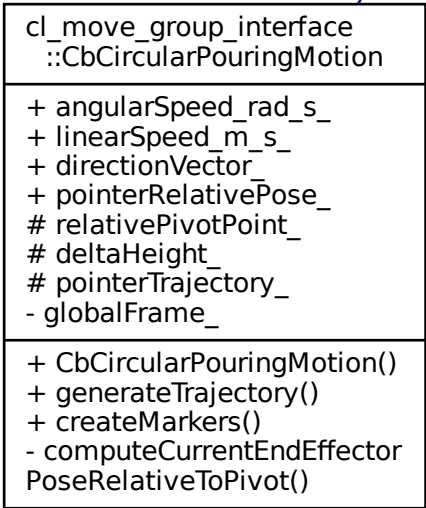 cl_move_group_interface
::CbCircularPouringMotion
+ angularSpeed_rad_s_
+ linearSpeed_m_s_
+ directionVector_
+ pointerRelativePose_
# relativePivotPoint_
# deltaHeight_
# pointerTrajectory_
- globalFrame_
+ CbCircularPouringMotion()
+ generateTrajectory()
+ createMarkers()
- computeCurrentEndEffector
PoseRelativeToPivot()